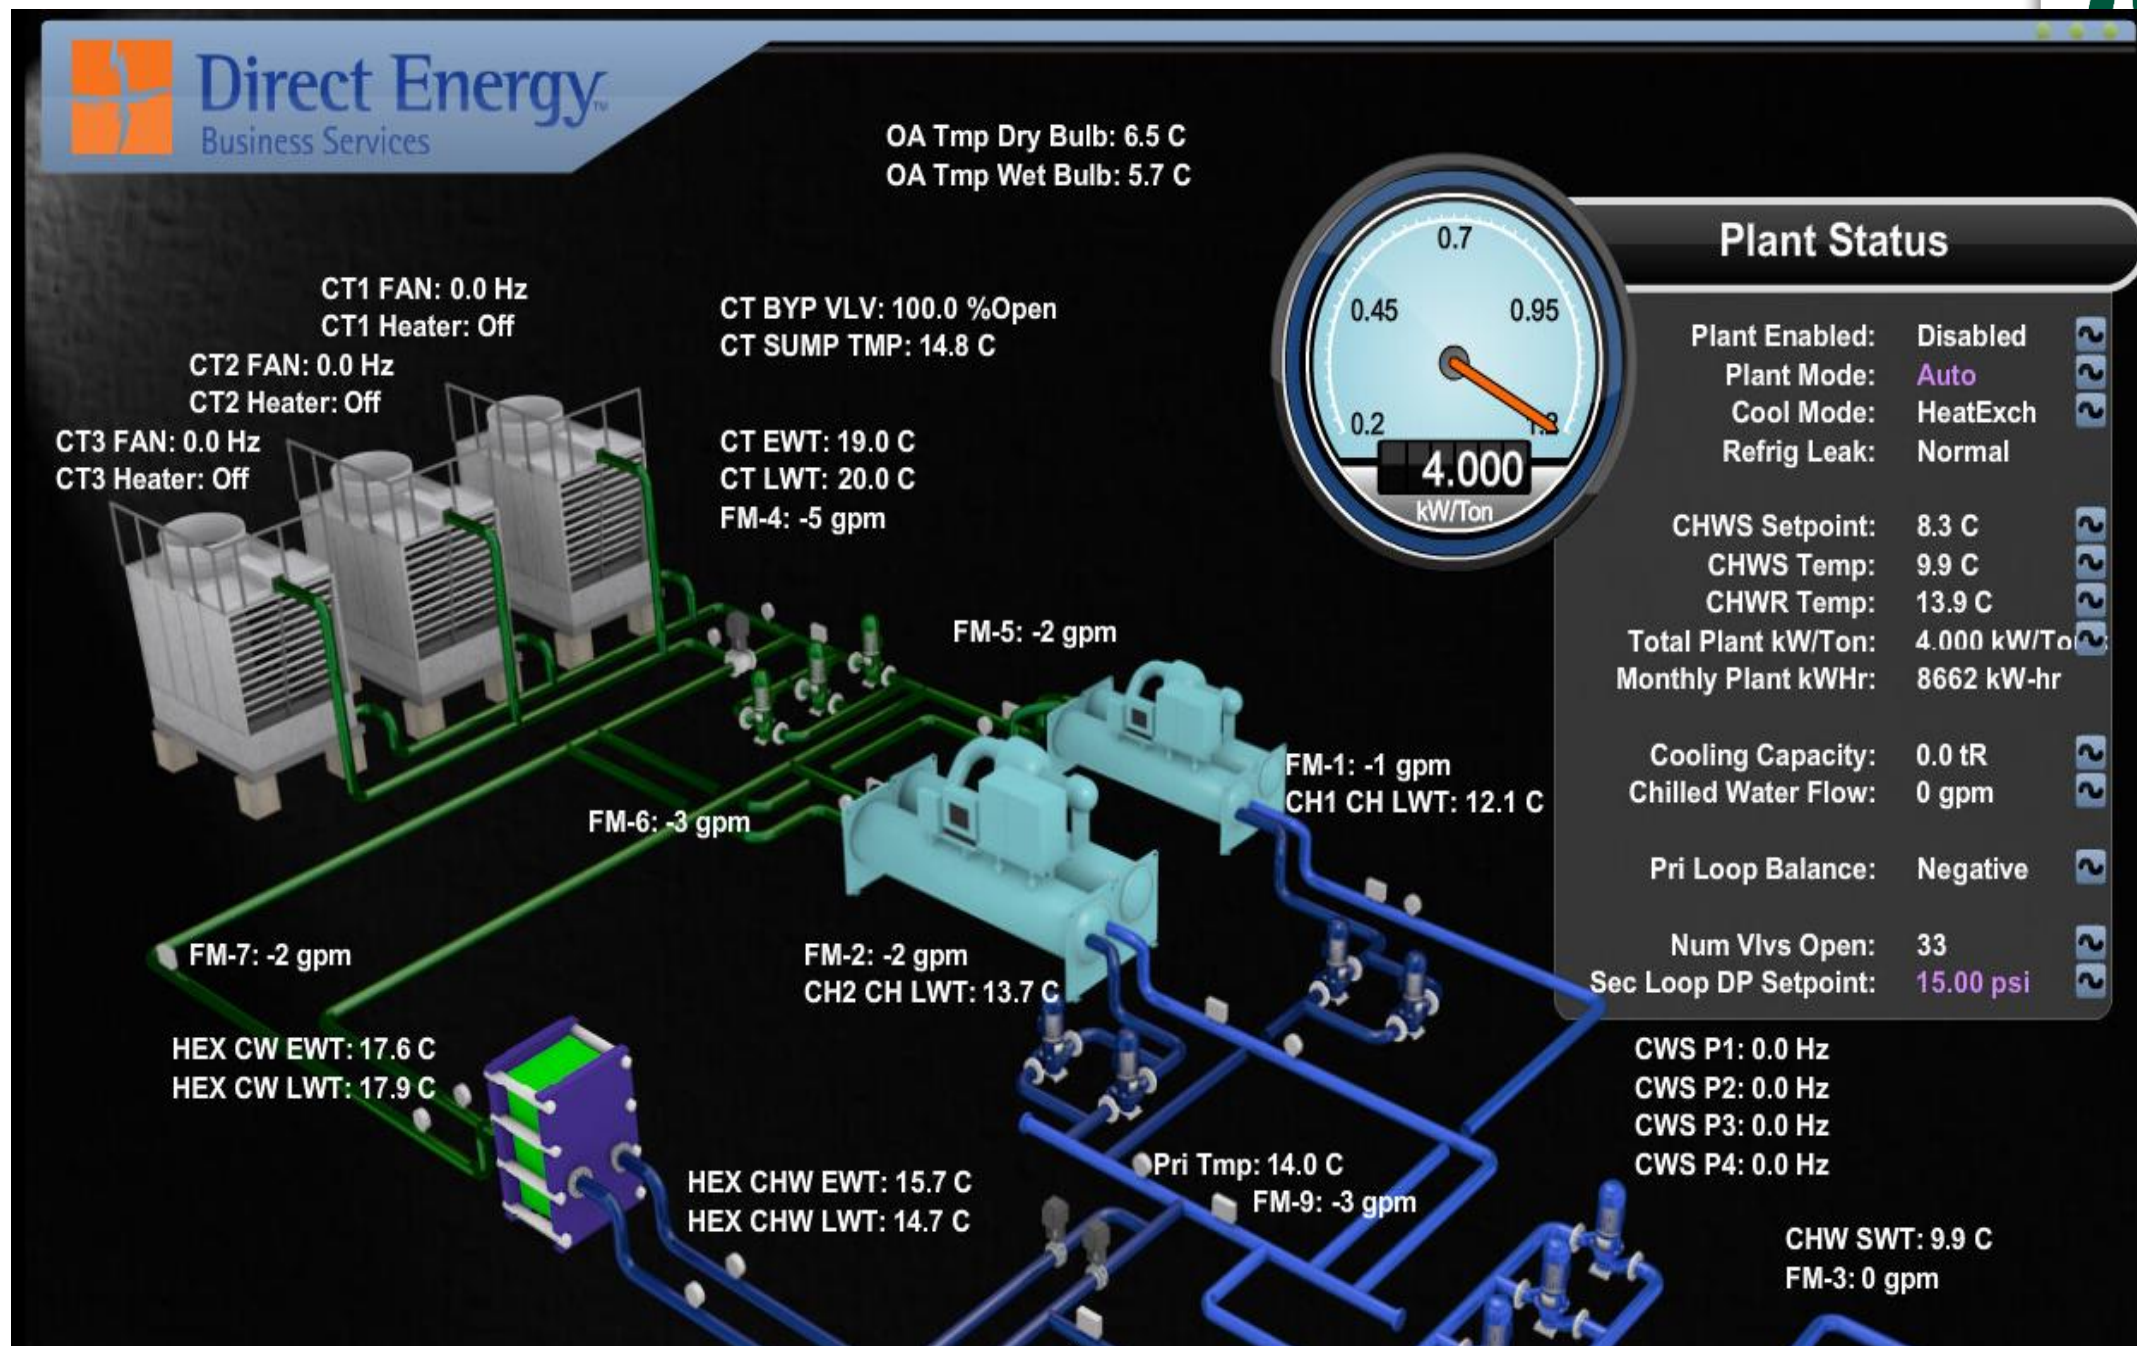 Direct Energy™
Business Services
OA Tmp Dry Bulb: 6.5 C
OA Tmp Wet Bulb: 5.7 C
CT1 FAN: 0.0 Hz
CT1 Heater: Off
CT2 FAN: 0.0 Hz
CT2 Heater: Off
CT3 FAN: 0.0 Hz
CT3 Heater: Off
CT BYP VLV: 100.0 %Open
CT SUMP TMP: 14.8 C
CT EWT: 19.0 C
CT LWT: 20.0 C
FM-4: -5 gpm
0.7
0.45 0.95
0.2
4.000
kW/Ton
Plant Status
Plant Enabled: Disabled
Plant Mode: Auto
Cool Mode: HeatExch
Refrig Leak: Normal
CHWS Setpoint: 8.3 C
CHWS Temp: 9.9 C
CHWR Temp: 13.9 C
Total Plant kW/Ton: 4.000
Monthly Plant kWHr: 8662 kW-hr
Cooling Capacity: 0.0 tR
Chilled Water Flow: 0 gpm
Pri Loop Balance: Negative
Num Vlvs Open: 33
Sec Loop DP Setpoint: 15.00 psi
FM-5: -2 gpm
FM-1: -1 gpm
CH1 CH LWT: 12.1 C
FM-6: -3 gpm
FM-7: -2 gpm
FM-2: -2 gpm
CH2 CH LWT: 13.7 C
HEX CW EWT: 17.6 C
HEX CW LWT: 17.9 C
HEX CHW EWT: 15.7 C
HEX CHW LWT: 14.7 C
Pri Tmp: 14.0 C
FM-9: -3 gpm
CWS P1: 0.0 Hz
CWS P2: 0.0 Hz
CWS P3: 0.0 Hz
CWS P4: 0.0 Hz
CHW SWT: 9.9 C
FM-3: 0 gpm